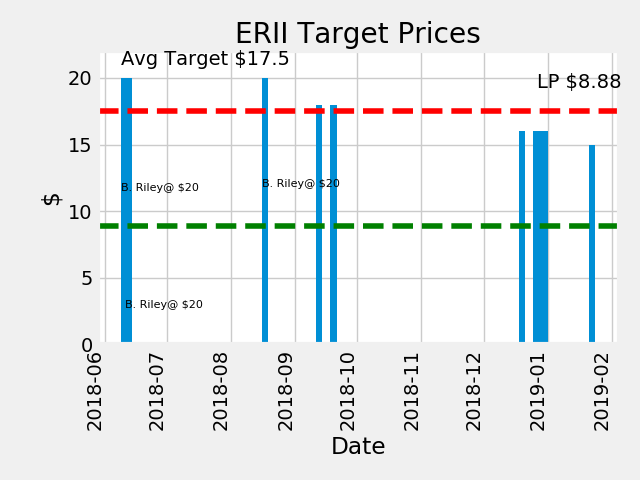 ERII Target Prices
Avg Target $17.5
LP $8.88
20
15
10
5
0
$
B. Riley@ $20
B. Riley@ $20
B. Riley@ $20
2018-06
2018-07
2018-08
2018-09
2018-10
2018-11
2018-12
2019-01
2019-02
Date